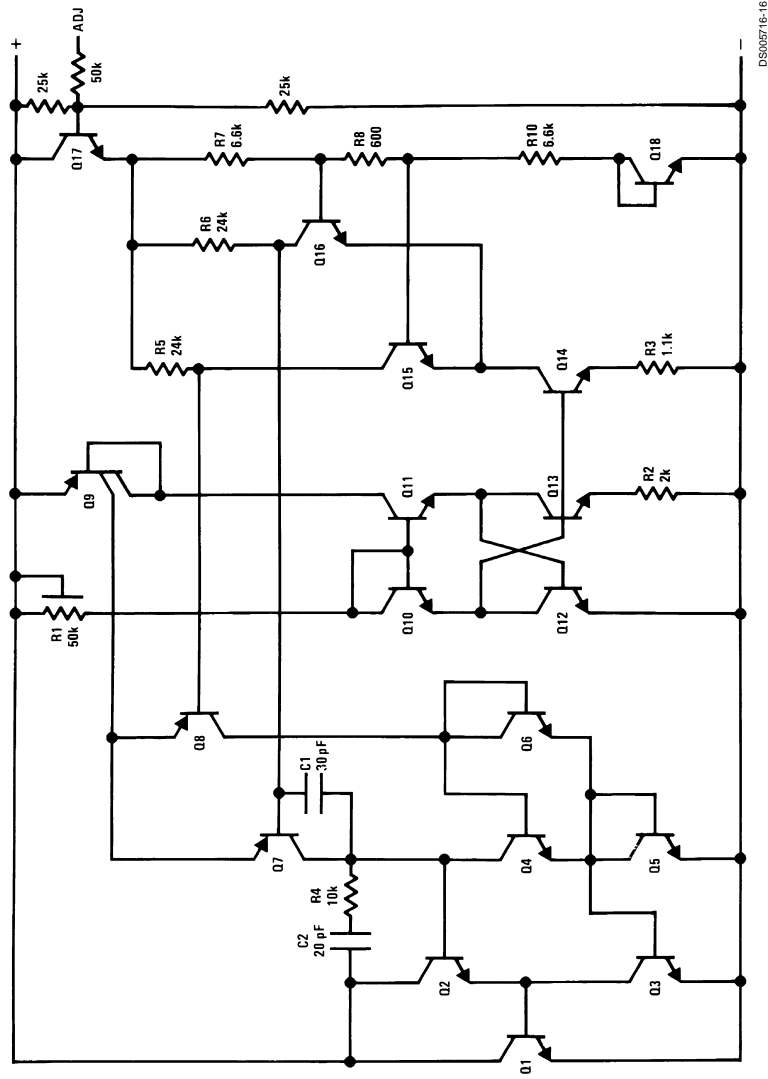 +
ADJ
25k
50k
Q17
25k
R7
6.6k
R8
600
R10
6.6k
Q18
R6
24k
Q16
R5
24k
Q15
Q14
R3
1.1k
Q9
Q11
Q13
R2
2k
R1
50k
Q10
Q12
Q8
C1
30 pF
Q6
Q7
Q4
Q5
R4
10k
C2
20 pF
Q2
Q3
Q1
−
DS005716-16